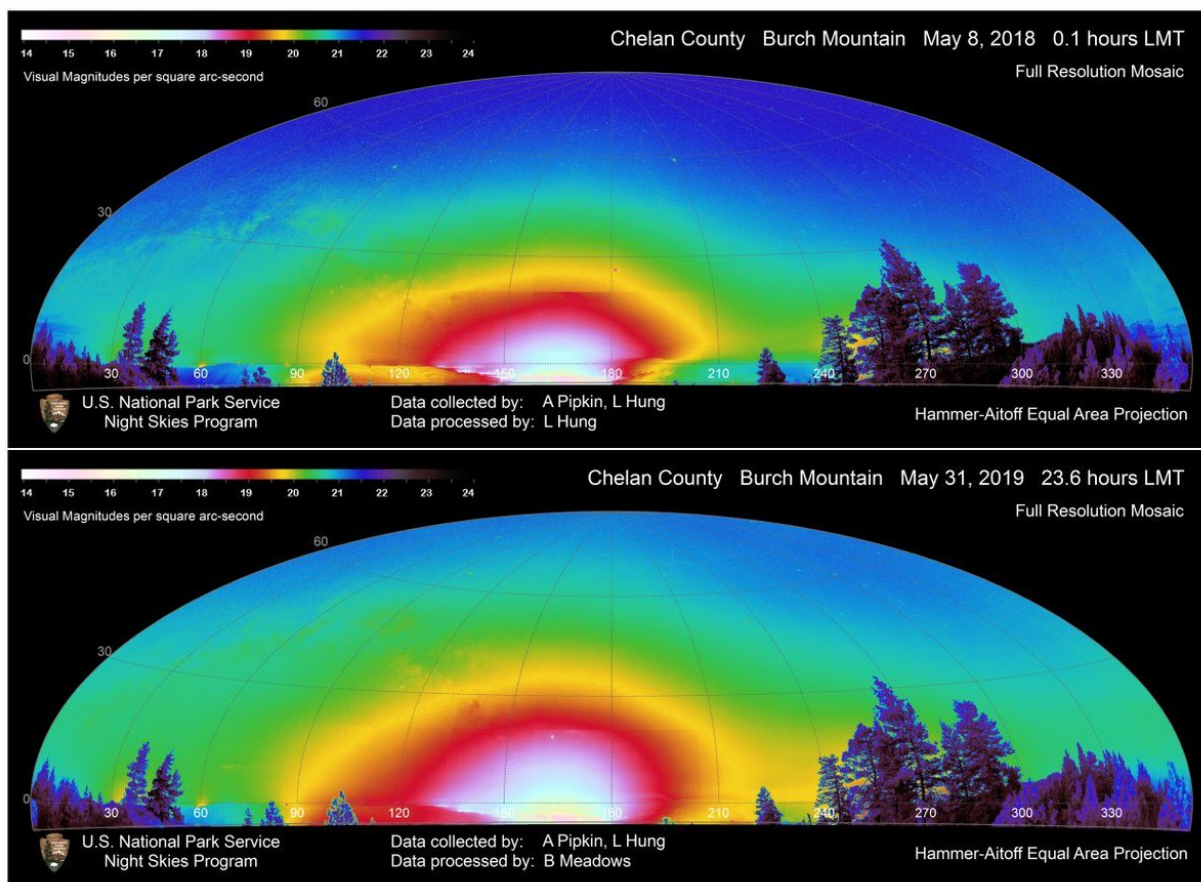 14 15 16 17 18 19 20 21 22 23 24
Visual Magnitudes per square arc-second
Chelan County Burch Mountain May 8, 2018 0.1 hours LMT
Full Resolution Mosaic
60
30
0
30 60 90 120 150 180 210 240 270 300 330
U.S. National Park Service
Night Skies Program
Data collected by: A Pipkin, L Hung
Data processed by: L Hung
Hammer-Aitoff Equal Area Projection
14 15 16 17 18 19 20 21 22 23 24
Visual Magnitudes per square arc-second
Chelan County Burch Mountain May 31, 2019 23.6 hours LMT
Full Resolution Mosaic
60
30
0
30 60 90 120 150 180 210 240 270 300 330
U.S. National Park Service
Night Skies Program
Data collected by: A Pipkin, L Hung
Data processed by: B Meadows
Hammer-Aitoff Equal Area Projection